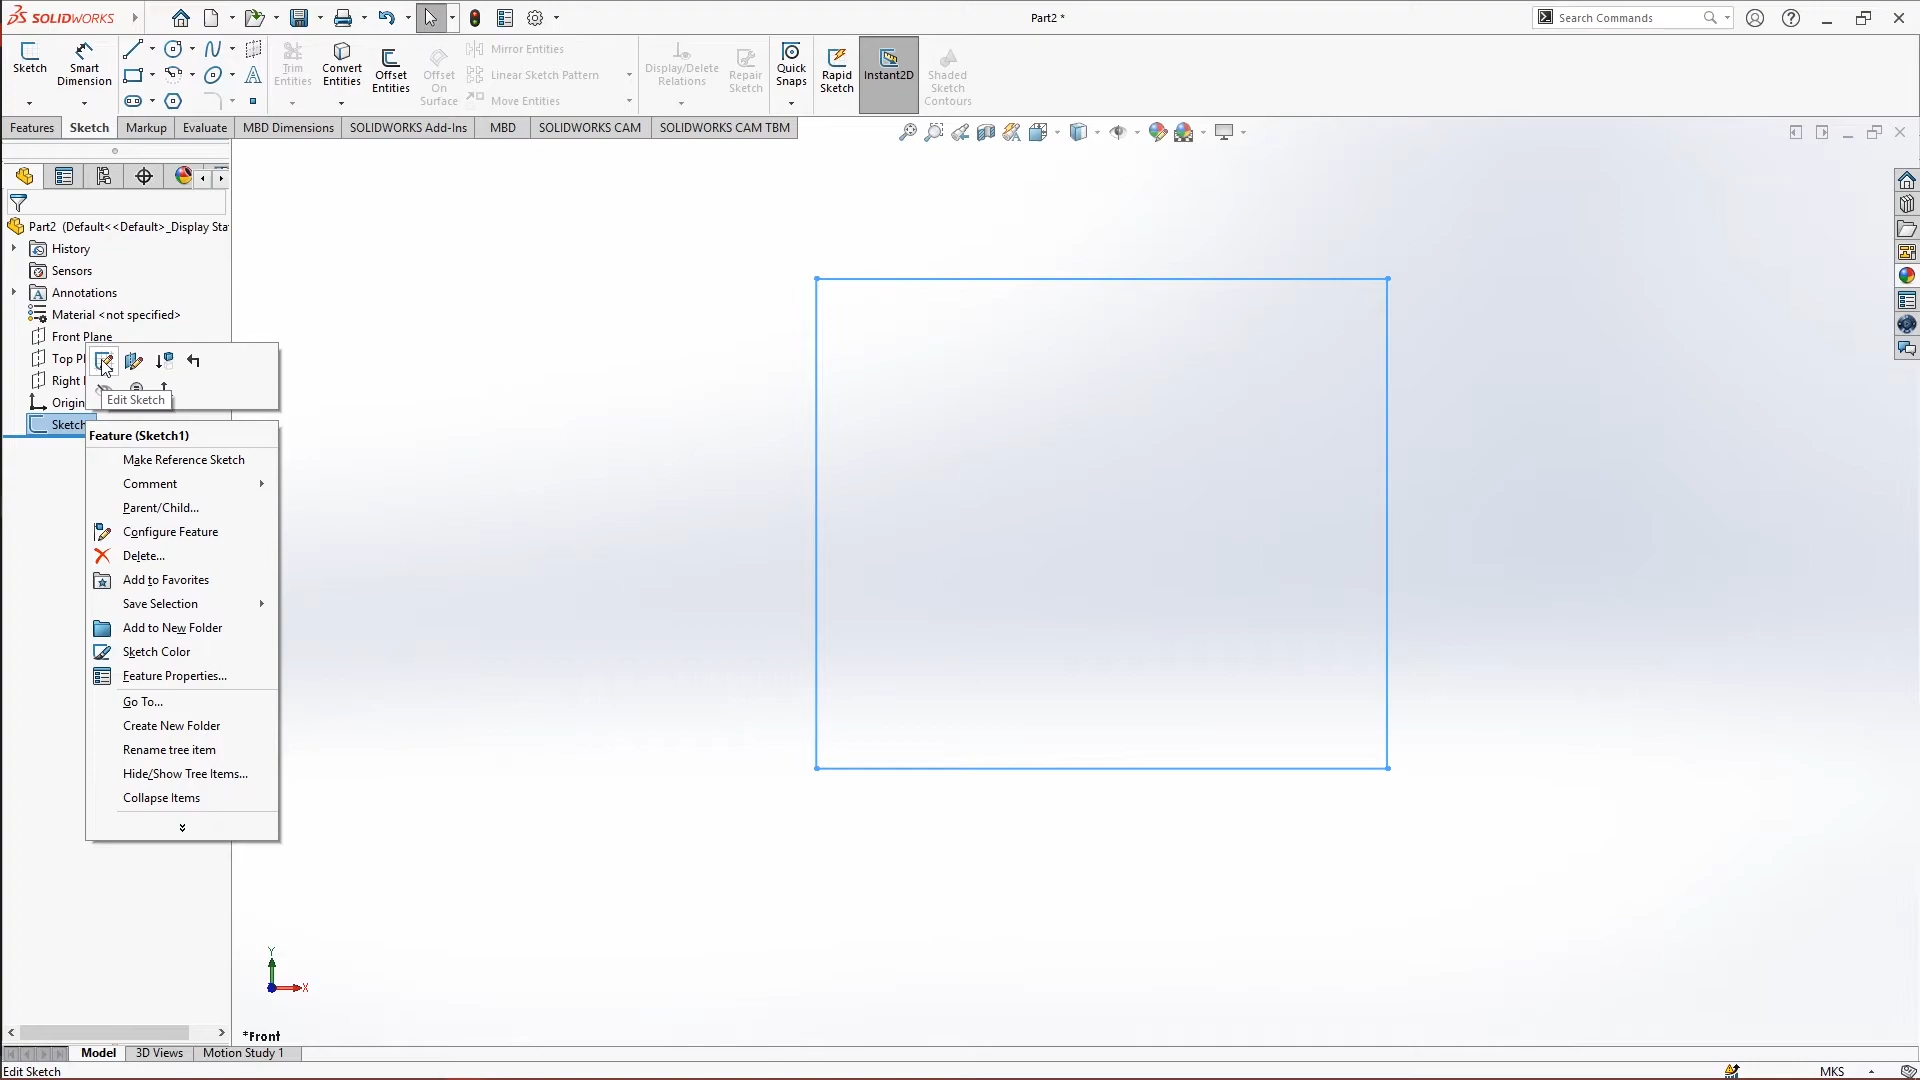 SOLIDWORKS
Part2 *
Search Commands
Sketch
Smart Dimension
Trim Entities
Convert Entities
Offset Entities
Offset On Surface
Mirror Entities
Linear Sketch Pattern
Move Entities
Display/Delete Relations
Repair Sketch
Quick Snaps
Rapid Sketch
Instant2D
Shaded Sketch Contours
Features
Sketch
Markup
Evaluate
MBD Dimensions
SOLIDWORKS Add-Ins
MBD
SOLIDWORKS CAM
SOLIDWORKS CAM TBM
Part2 (Default<<Default>_Display Sta
History
Sensors
Annotations
Material <not specified>
Front Plane
Top Pl
Right
Origin
Sketch
Edit Sketch
Feature (Sketch1)
Make Reference Sketch
Comment
Parent/Child...
Configure Feature
Delete...
Add to Favorites
Save Selection
Add to New Folder
Sketch Color
Feature Properties...
Go To...
Create New Folder
Rename tree item
Hide/Show Tree Items...
Collapse Items
Y
X
*Front
Model
3D Views
Motion Study 1
Edit Sketch
MKS